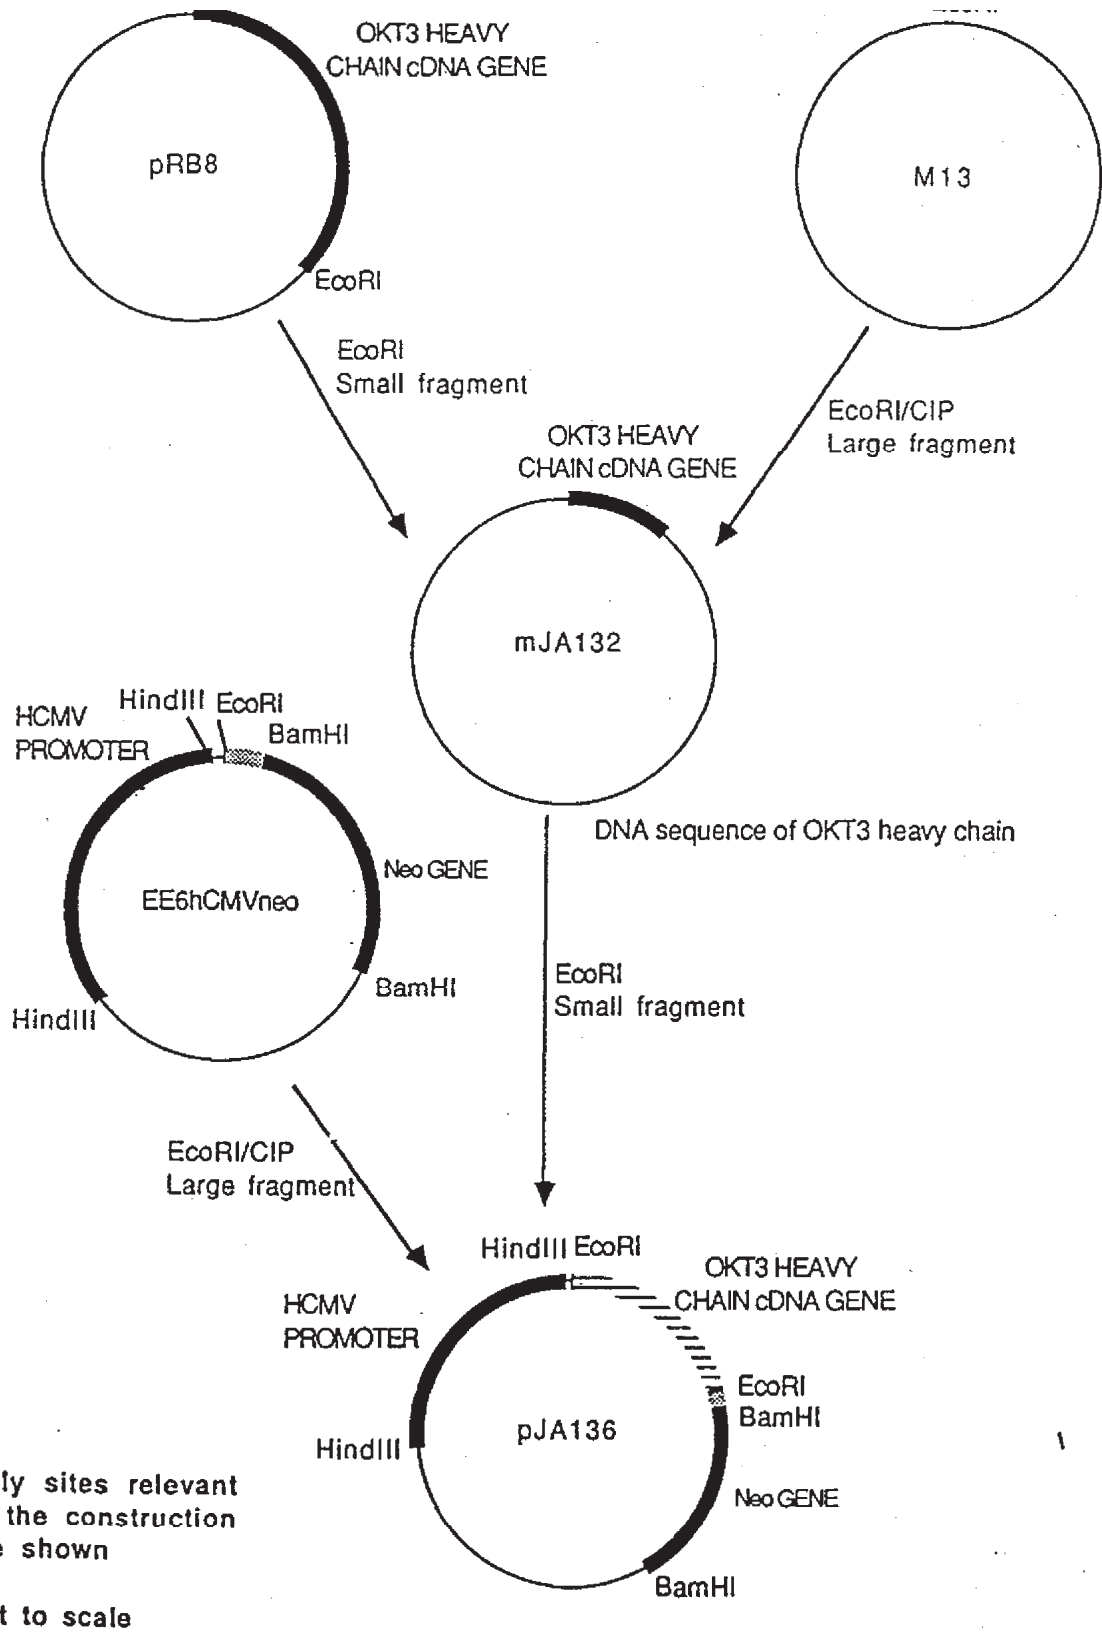 OKT3 HEAVY
CHAIN cDNA GENE
pRB8
EcoRI
M13
EcoRI
Small fragment
EcoRI/CIP
Large fragment
OKT3 HEAVY
CHAIN cDNA GENE
mJA132
HCMV
PROMOTER
HindIII
EcoRI
BamHI
Neo GENE
EE6hCMVneo
BamHI
HindIII
DNA sequence of OKT3 heavy chain
EcoRI
Small fragment
EcoRI/CIP
Large fragment
HindIII EcoRI
OKT3 HEAVY
CHAIN cDNA GENE
HCMV
PROMOTER
EcoRI
BamHI
pJA136
HindIII
Neo GENE
BamHI
ly sites relevant
the construction
e shown
t to scale